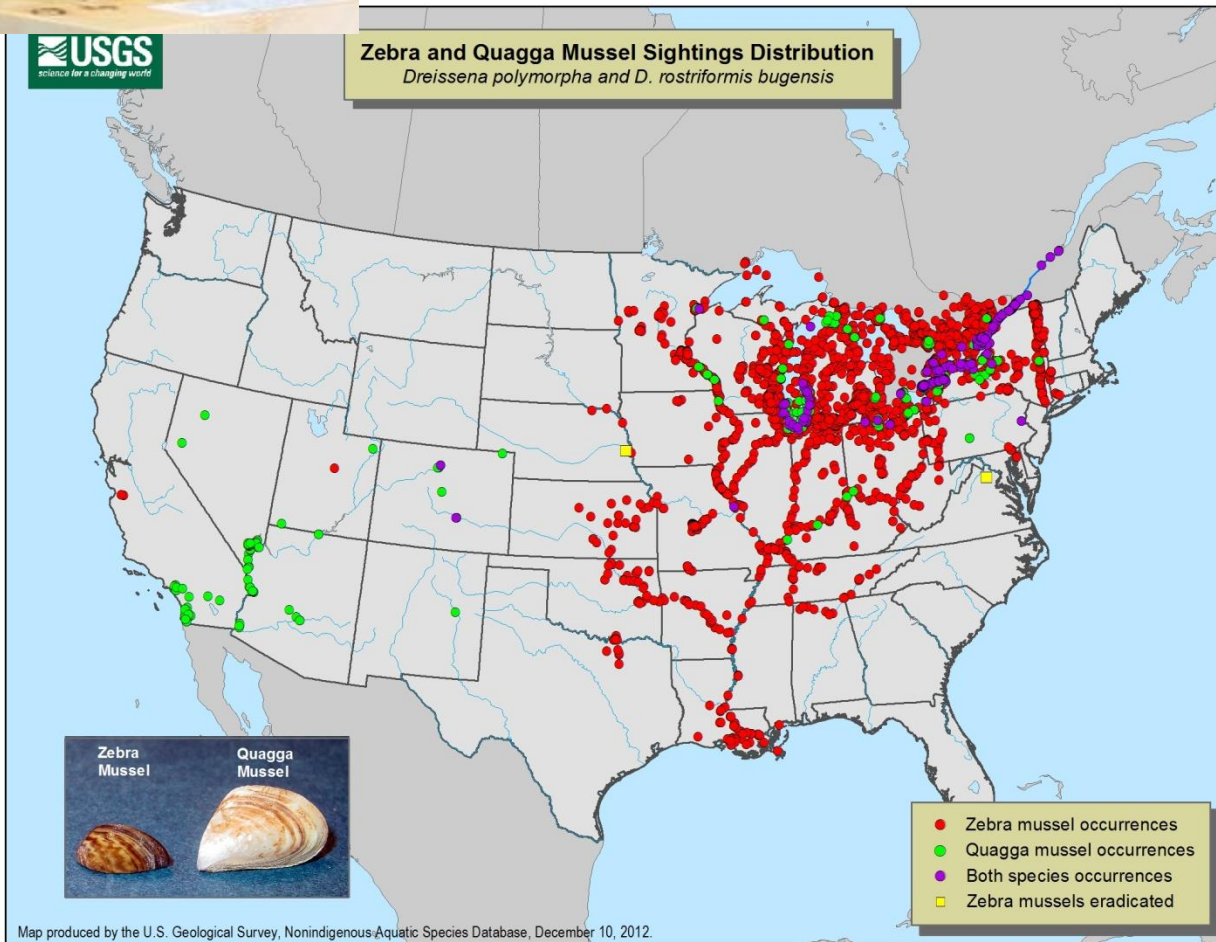 USGS
science for a changing world
Zebra and Quagga Mussel Sightings Distribution
Dreissena polymorpha and D. rostriformis bugensis
Zebra
Mussel
Quagga
Mussel
Zebra mussel occurrences
Quagga mussel occurrences
Both species occurrences
Zebra mussels eradicated
Map produced by the U.S. Geological Survey, Nonindigenous Aquatic Species Database, December 10, 2012.